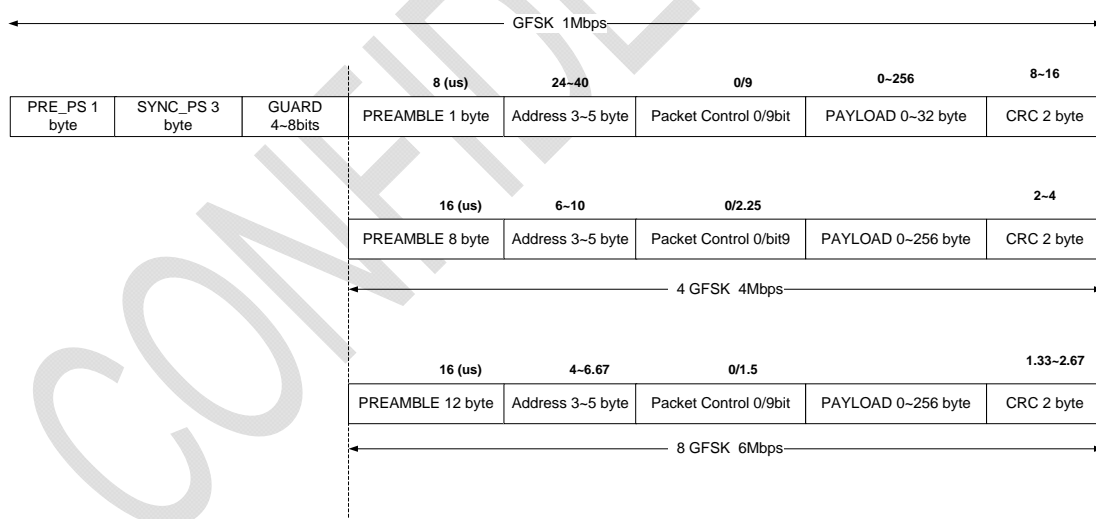 GFSK 1Mbps
8 (us) 24~40 0/9 0~256 8~16
PRE_PS 1 byte SYNC_PS 3 byte GUARD 4~8bits PREAMBLE 1 byte Address 3~5 byte Packet Control 0/9bit PAYLOAD 0~32 byte CRC 2 byte
16 (us) 6~10 0/2.25 2~4
PREAMBLE 8 byte Address 3~5 byte Packet Control 0/bit9 PAYLOAD 0~256 byte CRC 2 byte
4 GFSK 4Mbps
16 (us) 4~6.67 0/1.5 1.33~2.67
PREAMBLE 12 byte Address 3~5 byte Packet Control 0/9bit PAYLOAD 0~256 byte CRC 2 byte
8 GFSK 6Mbps
CONFIDE